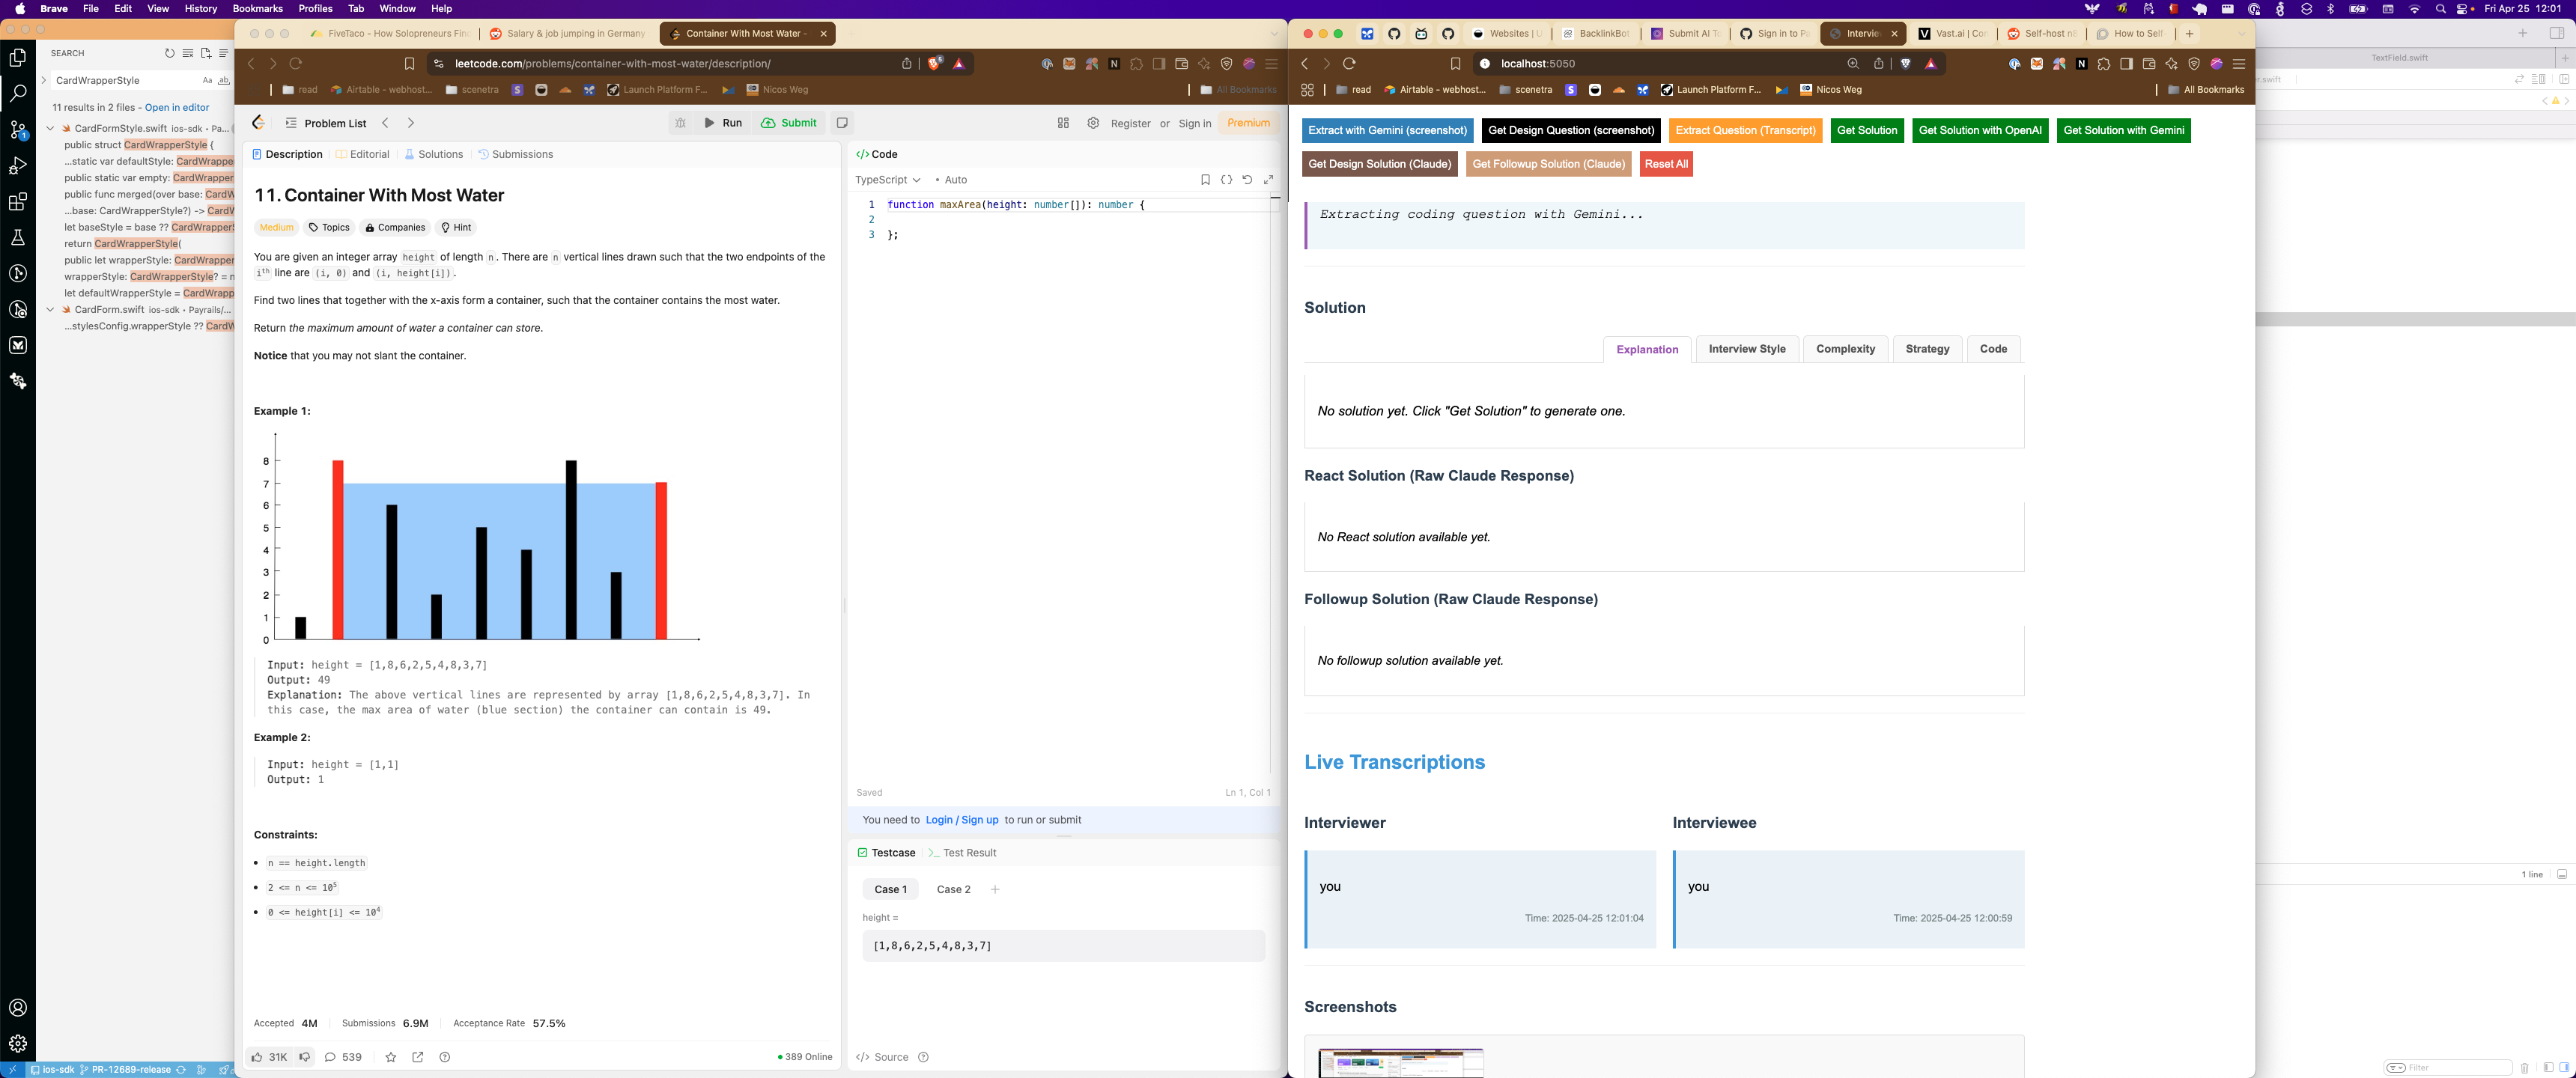 Brave File Edit View History Bookmarks Profiles Tab Window Help
Fri Apr 25 12:01
SEARCH
CardWrapperStyle
11 results in 2 files - Open in editor
CardFormStyle.swift ios-sdk • Pa...
public struct CardWrapperStyle {
...static var defaultStyle: CardWrappe
public static var empty: CardWrapper
public func merged(over base: CardW
...base: CardWrapperStyle?) -> CardW
let baseStyle = base ?? CardWrapperS
return CardWrapperStyle(
public let wrapperStyle: CardWrapper
wrapperStyle: CardWrapperStyle? = n
let defaultWrapperStyle = CardWrapp
CardForm.swift ios-sdk • Payrails/...
...stylesConfig.wrapperStyle ?? CardW
ios-sdk PR-12689-release
FiveTaco - How Solopreneurs Fin
Salary & job jumping in Germany
Container With Most Water -
leetcode.com/problems/container-with-most-water/description/
read Airtable - webhost... scenetra Launch Platform F... Nicos Weg All Bookmarks
Problem List Run Submit Register or Sign in Premium
Description Editorial Solutions Submissions
11. Container With Most Water
Medium Topics Companies Hint
You are given an integer array height of length n. There are n vertical lines drawn such that the two endpoints of the
ith line are (i, 0) and (i, height[i]).
Find two lines that together with the x-axis form a container, such that the container contains the most water.
Return the maximum amount of water a container can store.
Notice that you may not slant the container.
Example 1:
8
7
6
5
4
3
2
1
0
Input: height = [1,8,6,2,5,4,8,3,7]
Output: 49
Explanation: The above vertical lines are represented by array [1,8,6,2,5,4,8,3,7]. In
this case, the max area of water (blue section) the container can contain is 49.
Example 2:
Input: height = [1,1]
Output: 1
Constraints:
• n == height.length
• 2 <= n <= 10^5
• 0 <= height[i] <= 10^4
Accepted 4M Submissions 6.9M Acceptance Rate 57.5%
31K 539 389 Online
</> Code
TypeScript • Auto
1 function maxArea(height: number[]): number {
2
3 };
Saved Ln 1, Col 1
You need to Login / Sign up to run or submit
Testcase >_ Test Result
Case 1 Case 2 +
height =
[1,8,6,2,5,4,8,3,7]
</> Source
Websites | U
BacklinkBot
Submit AI To
Sign in to Pa
Intervie
Vast.ai | Con
Self-host n8
How to Self-
localhost:5050
read Airtable - webhost... scenetra Launch Platform F... Nicos Weg All Bookmarks
Extract with Gemini (screenshot) Get Design Question (screenshot) Extract Question (Transcript) Get Solution Get Solution with OpenAI Get Solution with Gemini
Get Design Solution (Claude) Get Followup Solution (Claude) Reset All
Extracting coding question with Gemini...
Solution
Explanation Interview Style Complexity Strategy Code
No solution yet. Click "Get Solution" to generate one.
React Solution (Raw Claude Response)
No React solution available yet.
Followup Solution (Raw Claude Response)
No followup solution available yet.
Live Transcriptions
Interviewer
you
Time: 2025-04-25 12:01:04
Interviewee
you
Time: 2025-04-25 12:00:59
Screenshots
TextField.swift
1 line
Filter